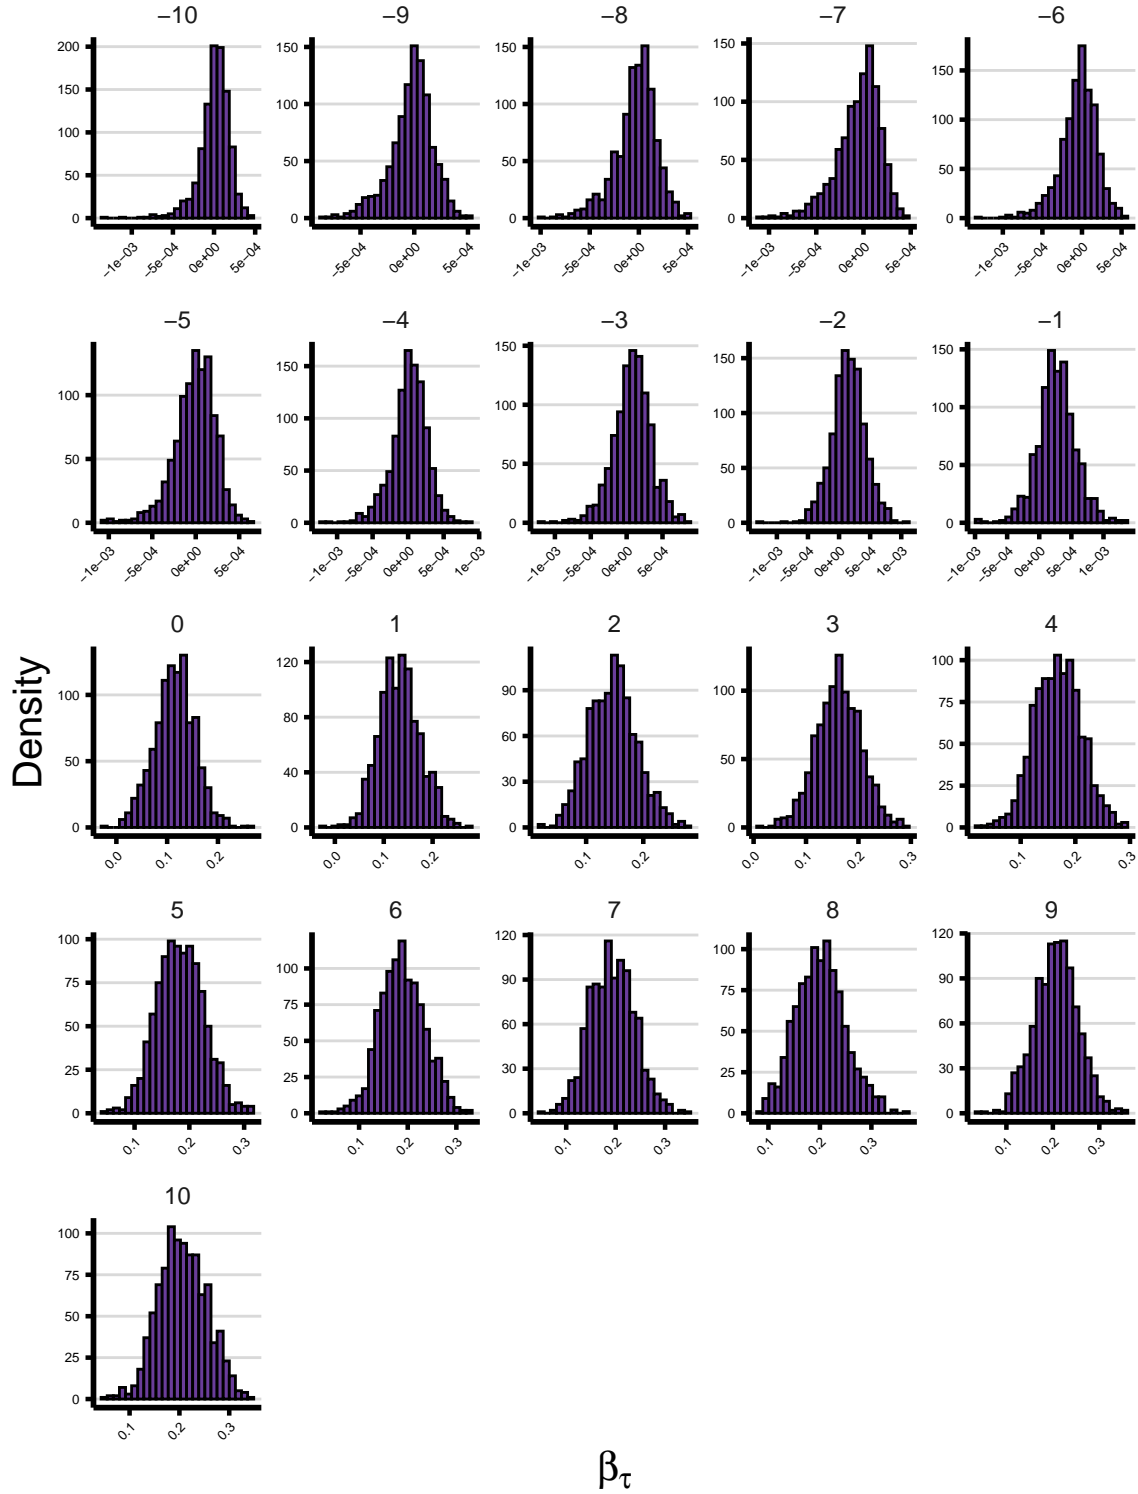 −10 −9 −8 −7 −6
200 150 100 50 0
150 100 50 0
150 100 50 0
150 100 50 0
150 100 50 0
−1e−03 −5e−04 0e+00 5e−04
−5e−04 0e+00 5e−04
−1e−03 −5e−04 0e+00 5e−04
−1e−03 −5e−04 0e+00 5e−04
−1e−03 −5e−04 0e+00 5e−04
−5 −4 −3 −2 −1
100 50 0
150 100 50 0
150 100 50 0
150 100 50 0
150 100 50 0
−1e−03 −5e−04 0e+00 5e−04
−1e−03 −5e−04 0e+00 5e−04 1e−03
−1e−03 −5e−04 0e+00 5e−04
−1e−03 −5e−04 0e+00 5e−04 1e−03
−1e−03 −5e−04 0e+00 5e−04 1e−03
Density
0 1 2 3 4
100 50 0
120 80 40 0
90 60 30 0
100 50 0
100 75 50 25 0
0.0 0.1 0.2
0.0 0.1 0.2
0.1 0.2
0.0 0.1 0.2 0.3
0.1 0.2 0.3
5 6 7 8 9
100 75 50 25 0
100 75 50 25 0
120 90 60 30 0
100 75 50 25 0
120 90 60 30 0
0.1 0.2 0.3
0.1 0.2 0.3
0.1 0.2 0.3
0.1 0.2 0.3
0.1 0.2 0.3
10
100 75 50 25 0
0.1 0.2 0.3
βτ